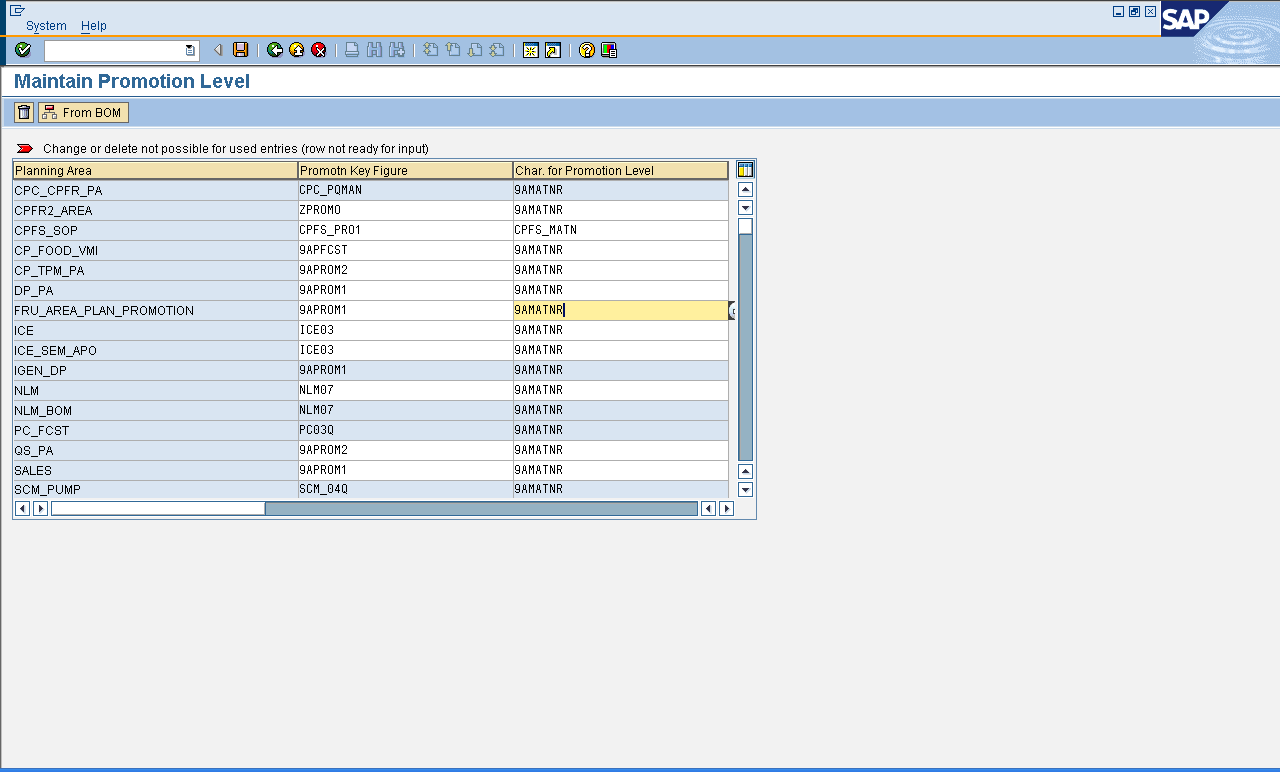 System Help
SAP
Maintain Promotion Level
From BOM
Change or delete not possible for used entries (row not ready for input)
Planning Area Promotn Key Figure Char. for Promotion Level
CPC_CPFR_PA CPC_PQMAN 9AMATNR
CPFR2_AREA ZPROMO 9AMATNR
CPFS_SOP CPFS_PRO1 CPFS_MATN
CP_FOOD_VMI 9APFCST 9AMATNR
CP_TPM_PA 9APROM2 9AMATNR
DP_PA 9APROM1 9AMATNR
FRU_AREA_PLAN_PROMOTION 9APROM1 9AMATNR
ICE ICE03 9AMATNR
ICE_SEM_APO ICE03 9AMATNR
IGEN_DP 9APROM1 9AMATNR
NLM NLM07 9AMATNR
NLM_BOM NLM07 9AMATNR
PC_FCST PC03Q 9AMATNR
QS_PA 9APROM2 9AMATNR
SALES 9APROM1 9AMATNR
SCM_PUMP SCM_04Q 9AMATNR